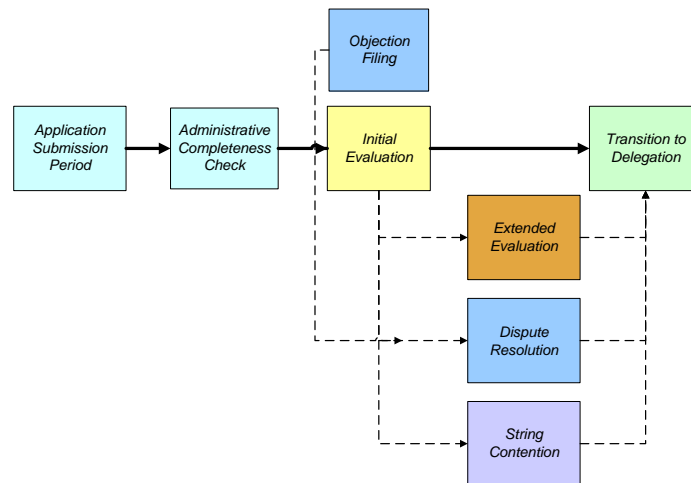 Objection
Filing
Application
Submission
Period
Administrative
Completeness
Check
Initial
Evaluation
Transition to
Delegation
Extended
Evaluation
Dispute
Resolution
String
Contention